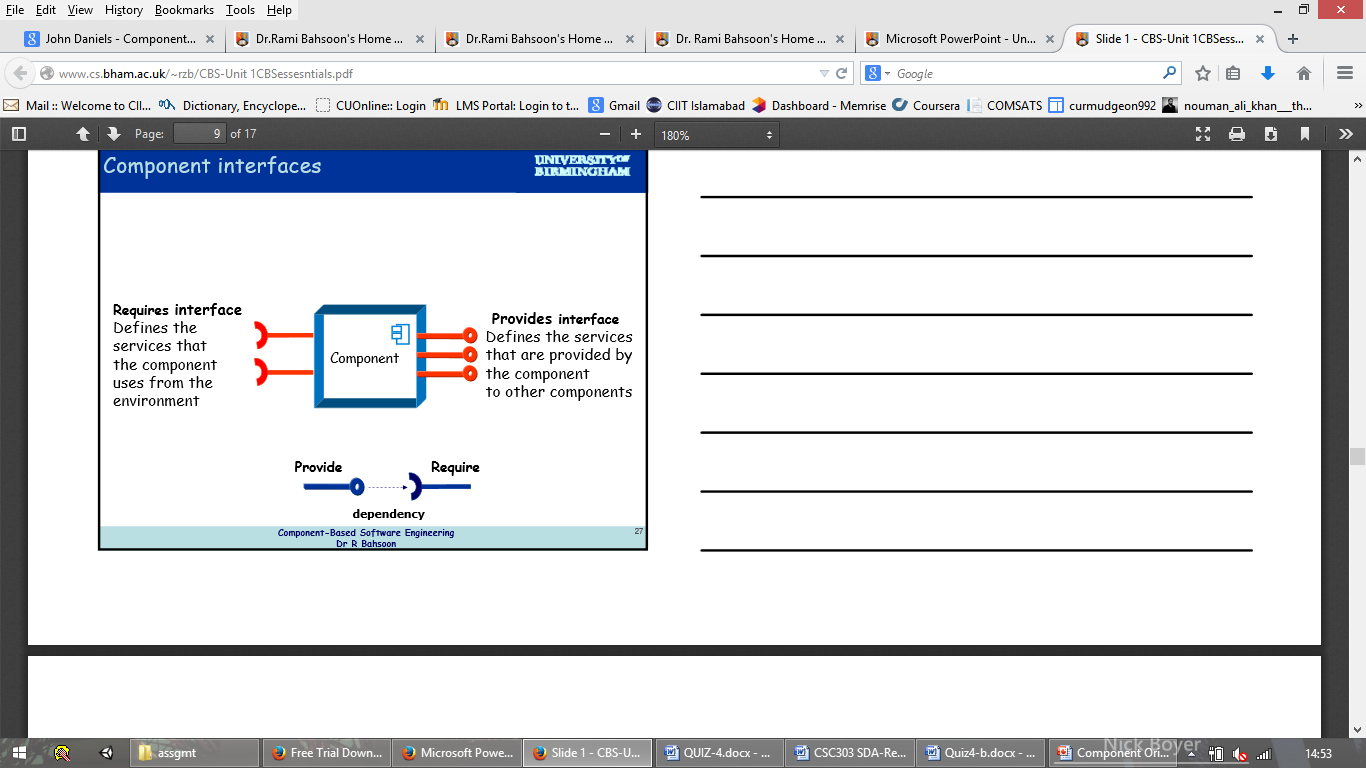 File Edit View History Bookmarks Tools Help
John Daniels - Component... Dr.Rami Bahsoon's Home ... Dr.Rami Bahsoon's Home ... Dr. Rami Bahsoon's Home ... Microsoft PowerPoint - Un... Slide 1 - CBS-Unit 1CBSess...
www.cs.bham.ac.uk/~rzb/CBS-Unit 1CBSessesntials.pdf Google
Mail :: Welcome to CII... Dictionary, Encyclope... CUOnline:: Login LMS Portal: Login to t... Gmail CIIT Islamabad Dashboard - Memrise Coursera COMSATS curmudgeon992 nouman_ali_khan___th...
Page: 9 of 17 180%
Component interfaces
UNIVERSITY OF
BIRMINGHAM
Requires interface
Defines the
services that
the component
uses from the
environment
Component
Provides interface
Defines the services
that are provided by
the component
to other components
Provide Require
dependency
Component-Based Software Engineering
Dr R Bahsoon
27
assgmt Free Trial Down... Microsoft Powe... Slide 1 - CBS-U... QUIZ-4.docx - ... CSC303 SDA-Re... Quiz4-b.docx - ... Component Ori... Nick Boyer 14:53